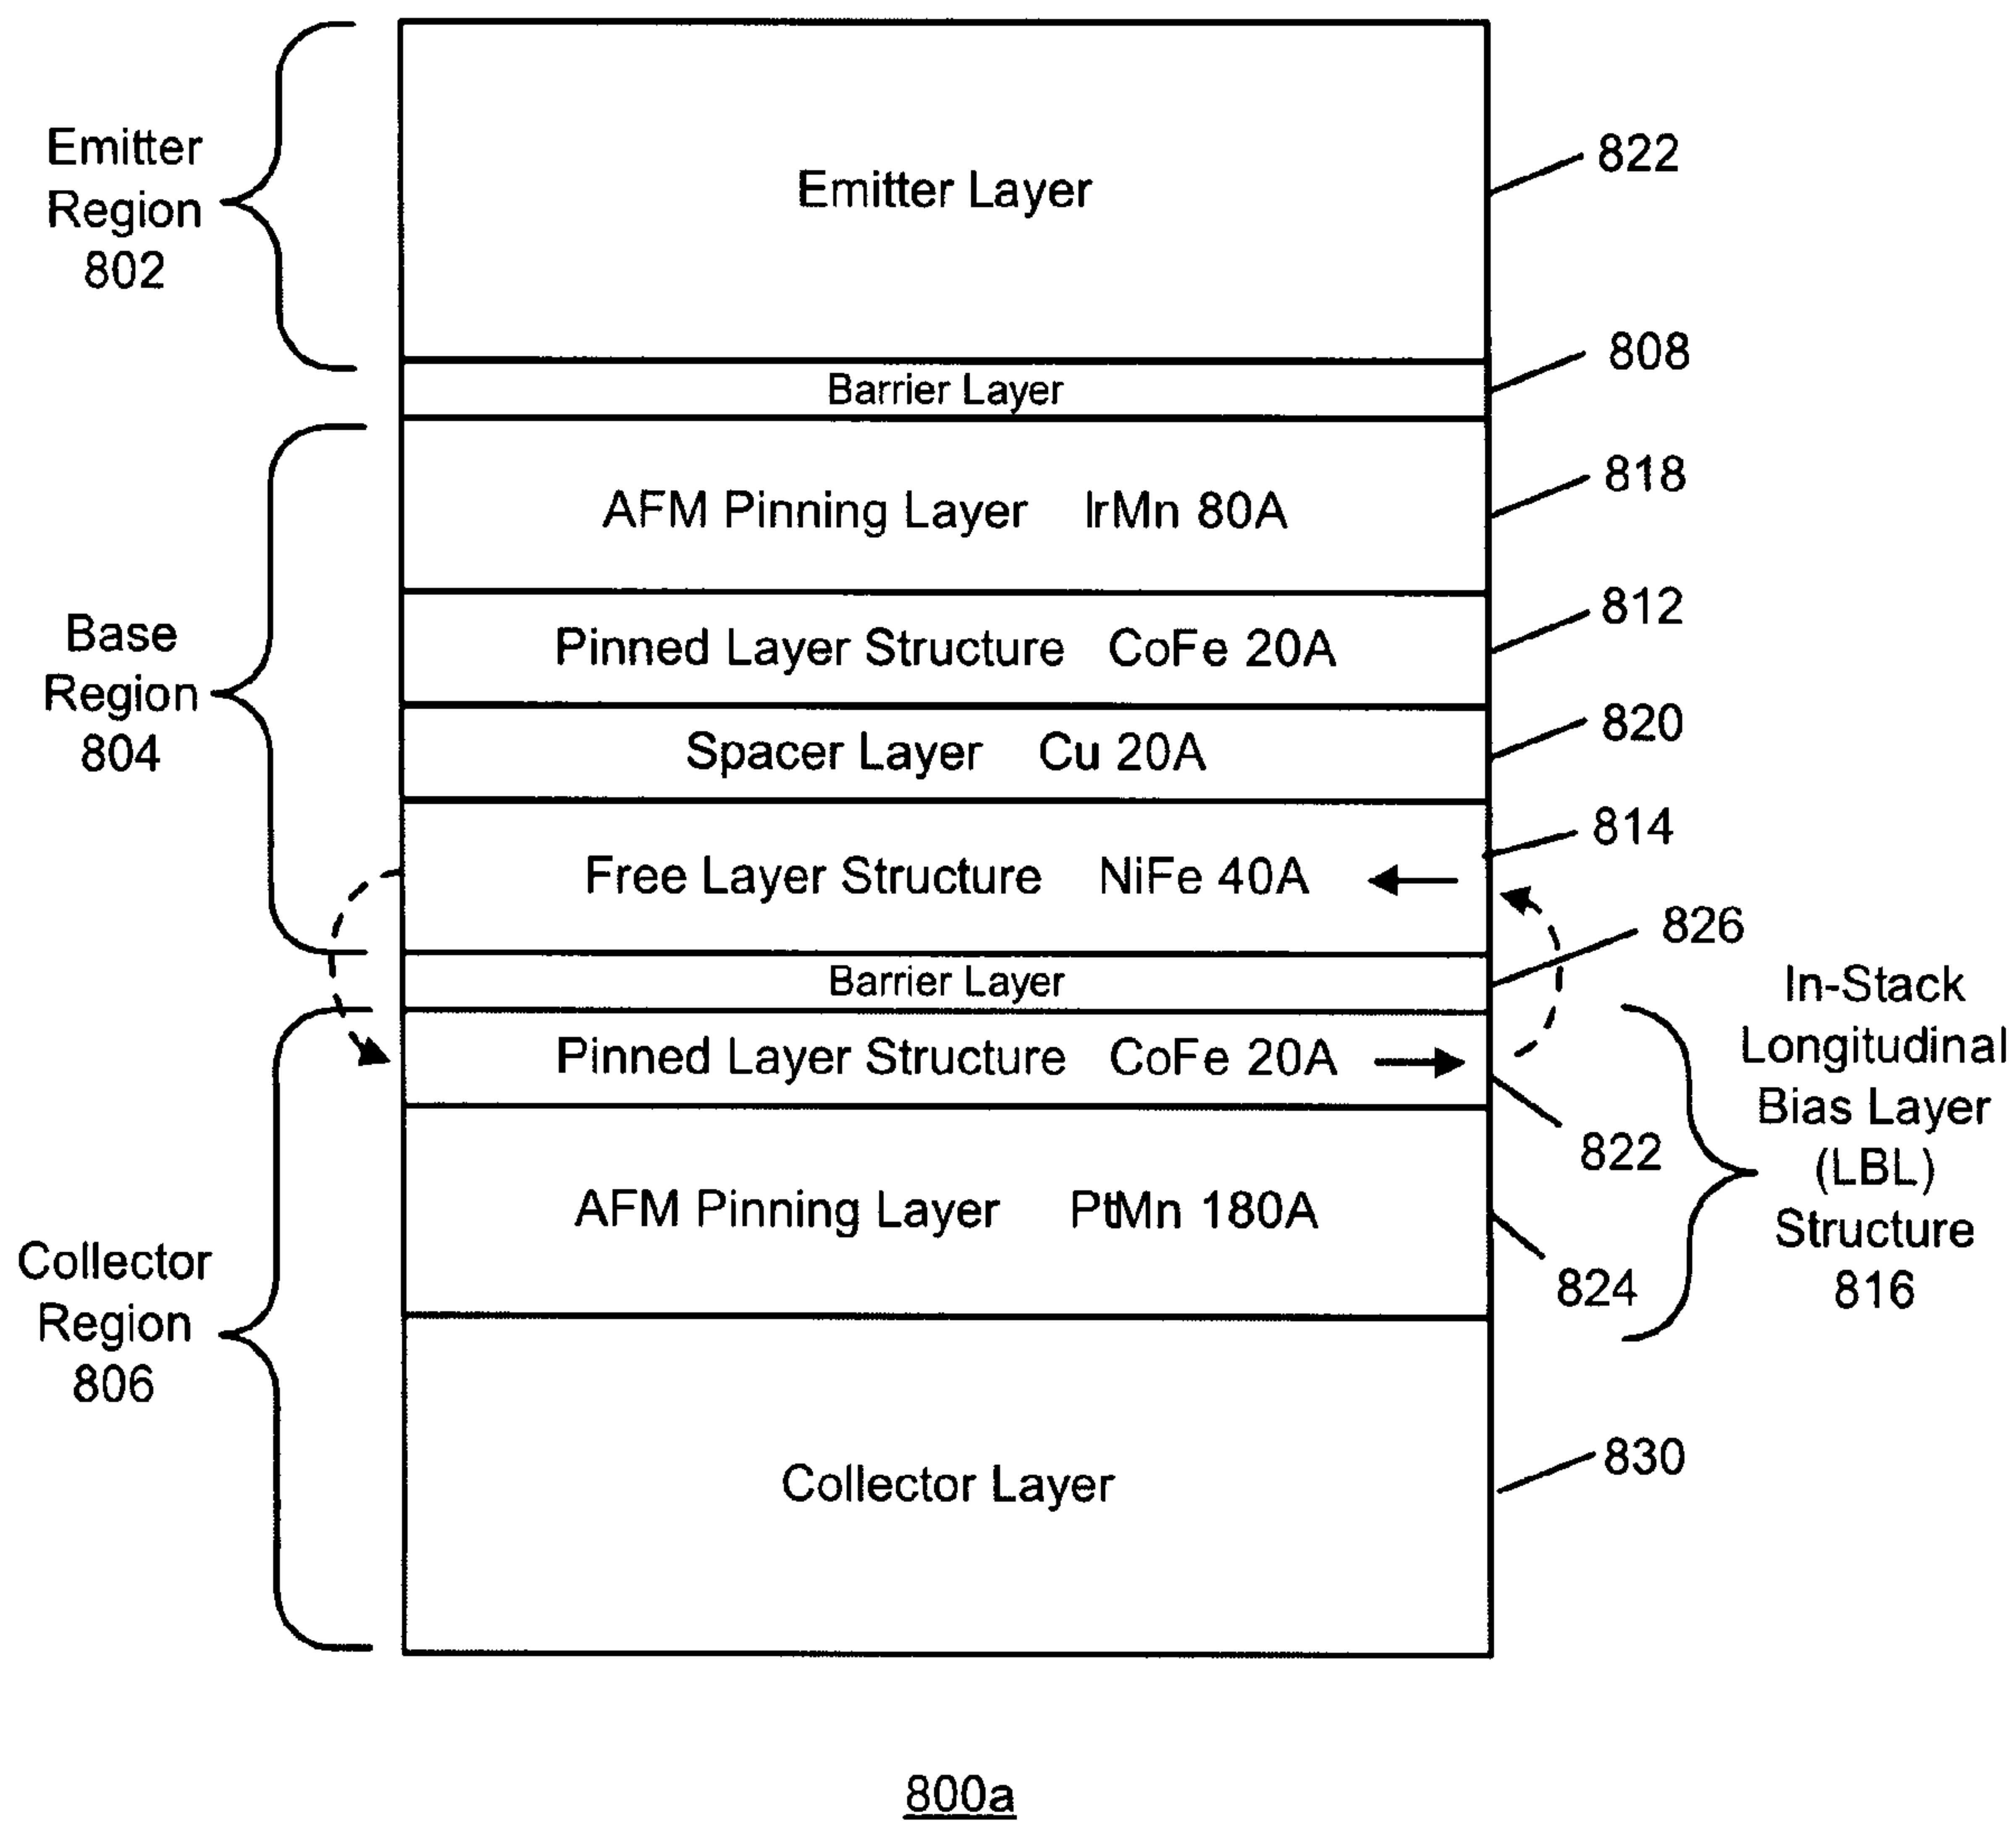 Emitter
Region
802
Emitter Layer
822
Barrier Layer
808
AFM Pinning Layer IrMn 80A
818
Base
Region
804
Pinned Layer Structure CoFe 20A
812
Spacer Layer Cu 20A
820
Free Layer Structure NiFe 40A
814
Barrier Layer
826
Pinned Layer Structure CoFe 20A
822
In-Stack
Longitudinal
Bias Layer
(LBL)
Structure
816
AFM Pinning Layer PtMn 180A
824
Collector
Region
806
Collector Layer
830
800a